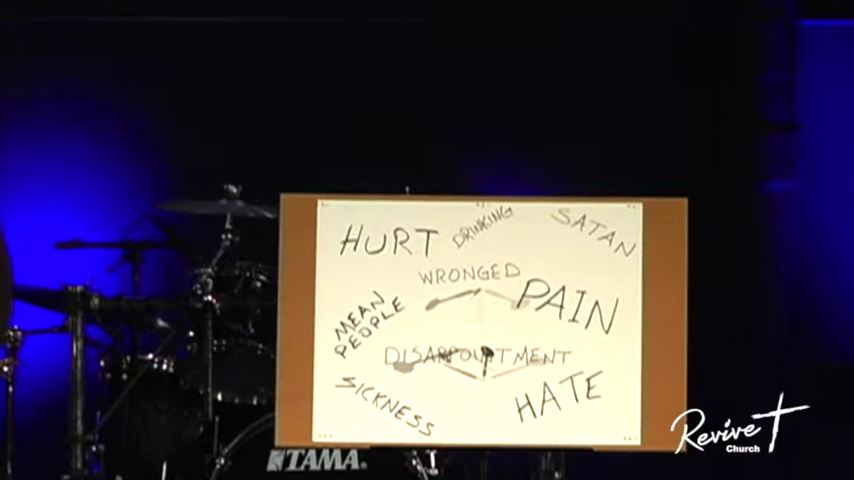 HURT
DRINKING
SATAN
WRONGED
PAIN
MEAN
PEOPLE
DISAPPOINTMENT
SICKNESS
HATE
TAMA®
Revive
Church